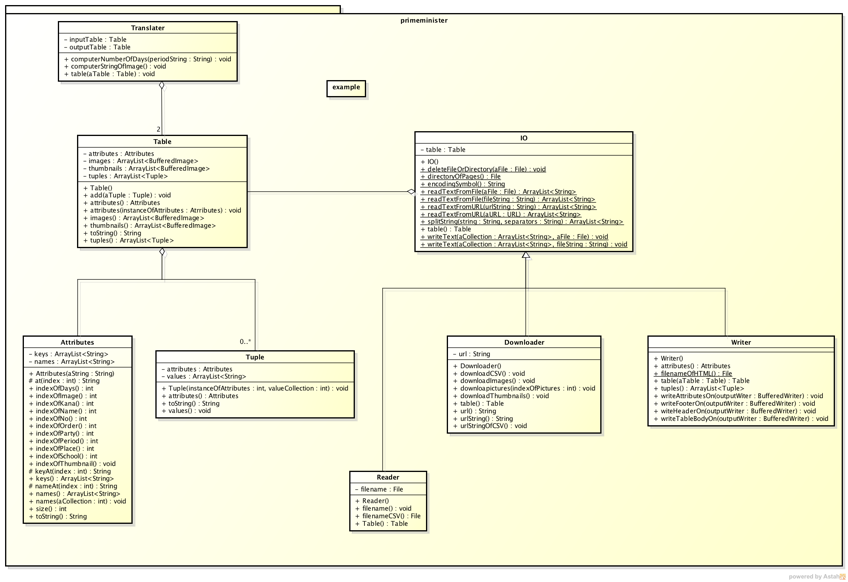 primeminister
Translater
- inputTable : Table
- outputTable : Table
+ computerNumberOfDays(periodString : String) : void
+ computerStringOfImage() : void
+ table(aTable : Table) : void
example
2
Table
- attributes : Attributes
- images : ArrayList<BufferedImage>
- thumbnails : ArrayList<BufferedImage>
- tuples : ArrayList<Tuple>
+ Table()
+ add(aTuple : Tuple) : void
+ attributes() : Attributes
+ attributes(instanceOfAttributes : Attributes) : void
+ images() : ArrayList<BufferedImage>
+ thumbnails() : ArrayList<BufferedImage>
+ toString() : String
+ tuples() : ArrayList<Tuple>
IO
- table : Table
+ IO()
+ deleteFileOrDirectory(aFile : File) : void
+ directoryOfPages() : File
+ encodingSymbol() : String
+ readTextFromFile(aFile : File) : ArrayList<String>
+ readTextFromFile(fileString : String) : ArrayList<String>
+ readTextFromURL(urlString : String) : ArrayList<String>
+ readTextFromURL(aURL : URL) : ArrayList<String>
+ splitString(string : String, separators : String) : ArrayList<String>
+ table() : Table
+ writeText(aCollection : ArrayList<String>, aFile : File) : void
+ writeText(aCollection : ArrayList<String>, fileString : String) : void
0..*
Attributes
- keys : ArrayList<String>
- names : ArrayList<String>
+ Attributes(aString : String)
# at(index : int) : String
+ indexOfDays() : int
+ indexOfImage() : int
+ indexOfKana() : int
+ indexOfName() : int
+ indexOfNo() : int
+ indexOfOrder() : int
+ indexOfParty() : int
+ indexOfPeriod() : int
+ indexOfPlace() : int
+ indexOfSchool() : int
+ indexOfThumbnail() : void
# keyAt(index : int) : String
+ keys() : ArrayList<String>
# nameAt(index : int) : String
+ names() : ArrayList<String>
+ names(aCollection : int) : void
+ size() : int
+ toString() : String
Tuple
- attributes : Attributes
- values : ArrayList<String>
+ Tuple(instanceOfAttributes : int, valueCollection : int) : void
+ attributes() : Attributes
+ toString() : String
+ values() : void
Downloader
- url : String
+ Downloader()
+ downloadCSV() : void
+ downloadImages() : void
+ downloapictures(indexOfPictures : int) : void
+ downloadThumbnails() : void
+ table() : Table
+ url() : String
+ urlString() : String
+ urlStringOfCSV() : void
Writer
+ Writer()
+ attributes() : Attributes
+ filenameOfHTML() : File
+ table(aTable : Table) : Table
+ tuples() : ArrayList<Tuple>
+ writeAttributesOn(outputWiter : BufferedWriter) : void
+ writeFooterOn(outputWriter : BufferedWriter) : void
+ witeHeaderOn(outputWriter : BufferedWriter) : void
+ writeTableBodyOn(outputWriter : BufferedWriter) : void
Reader
- filename : File
+ Reader()
+ filename() : void
+ filenameCSV() : File
+ Table() : Table
powered by Astah